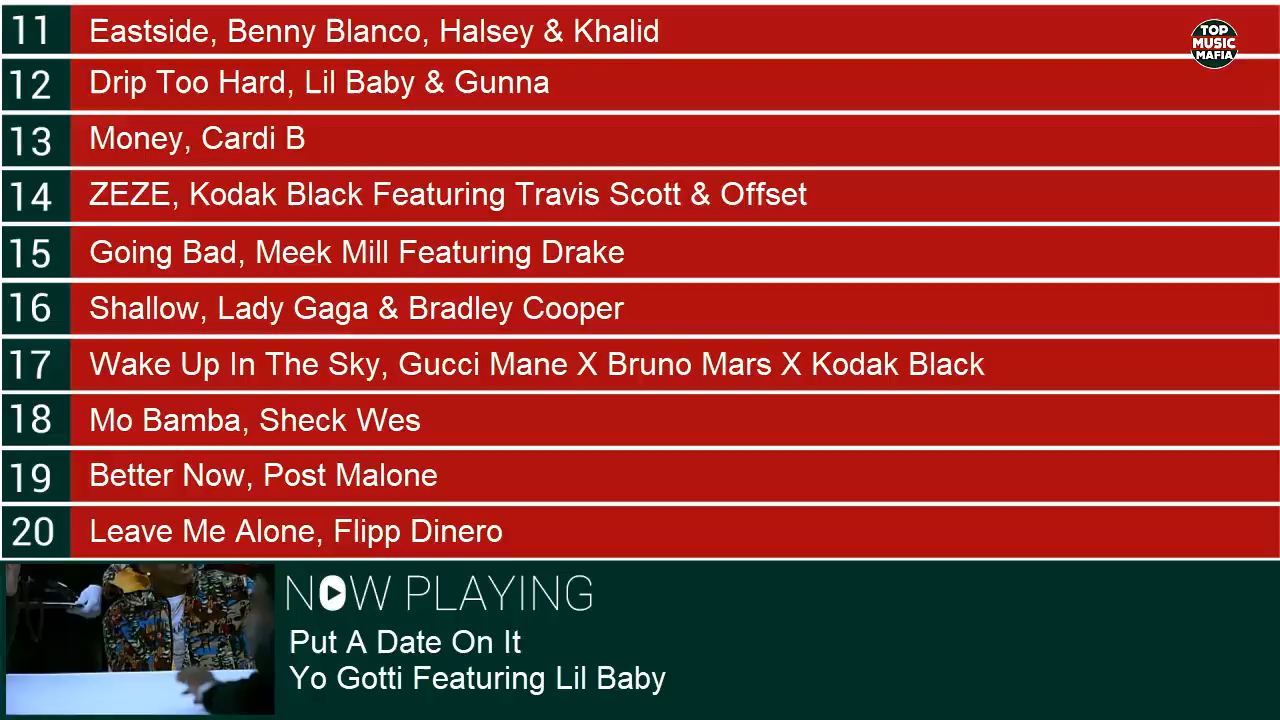 11 Eastside, Benny Blanco, Halsey & Khalid
TOP
MUSIC
MAFIA
12 Drip Too Hard, Lil Baby & Gunna
13 Money, Cardi B
14 ZEZE, Kodak Black Featuring Travis Scott & Offset
15 Going Bad, Meek Mill Featuring Drake
16 Shallow, Lady Gaga & Bradley Cooper
17 Wake Up In The Sky, Gucci Mane X Bruno Mars X Kodak Black
18 Mo Bamba, Sheck Wes
19 Better Now, Post Malone
20 Leave Me Alone, Flipp Dinero
NOW PLAYING
Put A Date On It
Yo Gotti Featuring Lil Baby